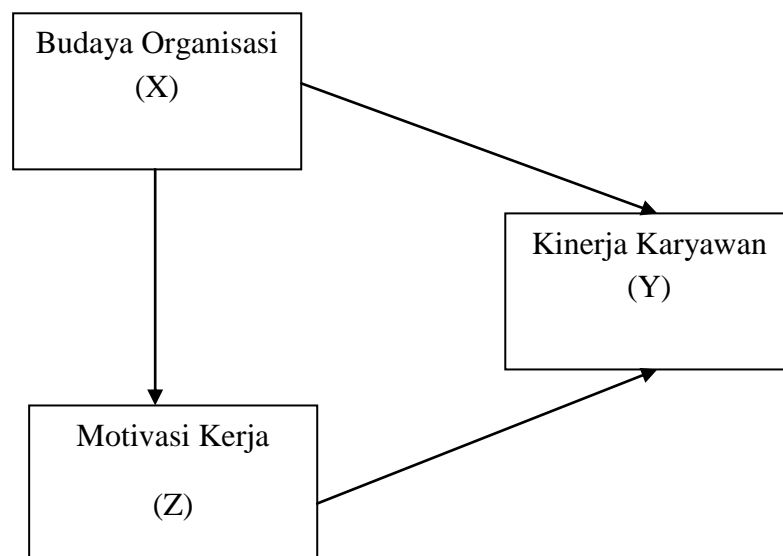 Budaya Organisasi
(X)
Kinerja Karyawan
(Y)
Motivasi Kerja
(Z)